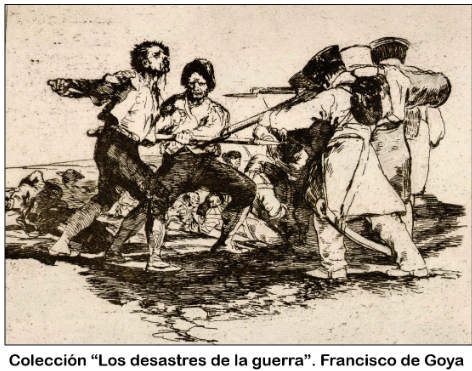 Colección “Los desastres de la guerra”. Francisco de Goya